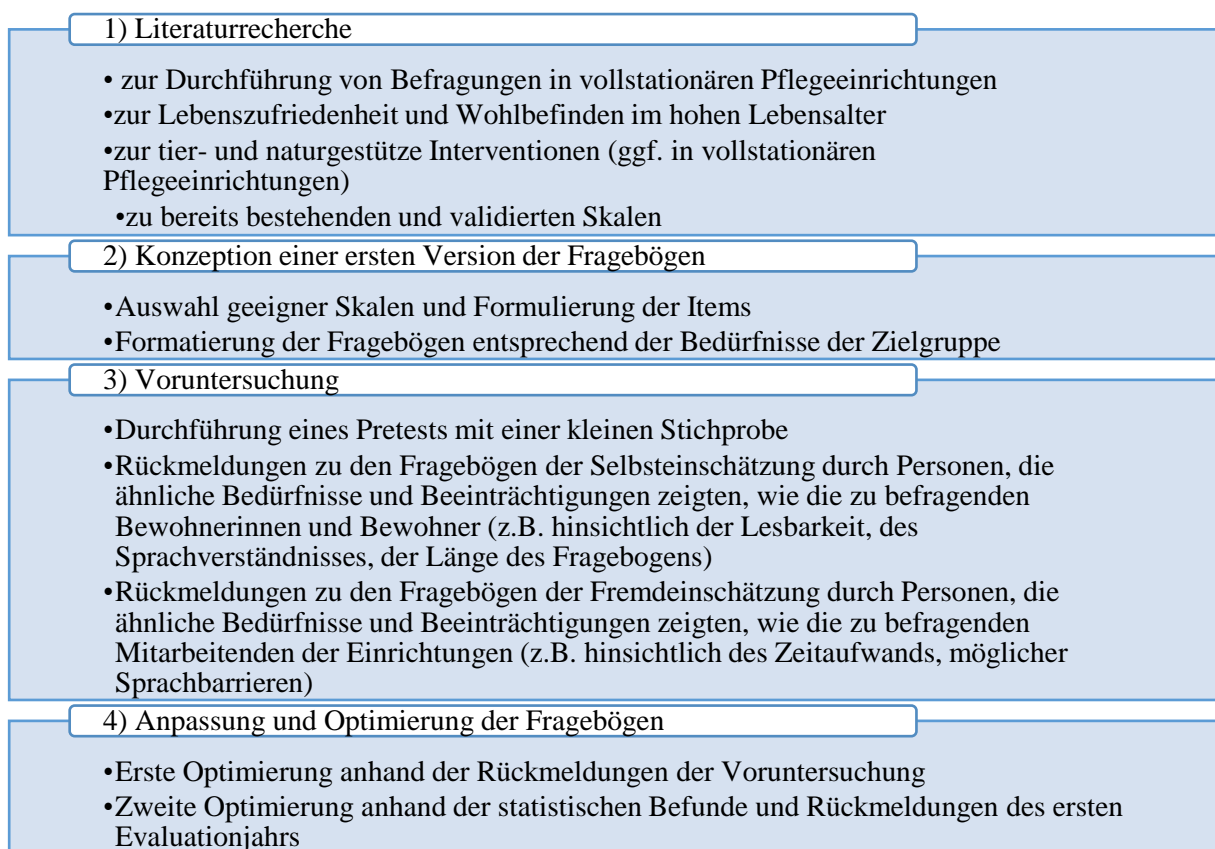 1) Literaturrecherche
• zur Durchführung von Befragungen in vollstationären Pflegeeinrichtungen
•zur Lebenszufriedenheit und Wohlbefinden im hohen Lebensalter
•zur tier- und naturgestütze Interventionen (ggf. in vollstationären
Pflegeeinrichtungen)
•zu bereits bestehenden und validierten Skalen
2) Konzeption einer ersten Version der Fragebögen
•Auswahl geeigner Skalen und Formulierung der Items
•Formatierung der Fragebögen entsprechend der Bedürfnisse der Zielgruppe
3) Voruntersuchung
•Durchführung eines Pretests mit einer kleinen Stichprobe
•Rückmeldungen zu den Fragebögen der Selbsteinschätzung durch Personen, die
ähnliche Bedürfnisse und Beeinträchtigungen zeigten, wie die zu befragenden
Bewohnerinnen und Bewohner (z.B. hinsichtlich der Lesbarkeit, des
Sprachverständnisses, der Länge des Fragebogens)
•Rückmeldungen zu den Fragebögen der Fremdeinschätzung durch Personen, die
ähnliche Bedürfnisse und Beeinträchtigungen zeigten, wie die zu befragenden
Mitarbeitenden der Einrichtungen (z.B. hinsichtlich des Zeitaufwands, möglicher
Sprachbarrieren)
4) Anpassung und Optimierung der Fragebögen
•Erste Optimierung anhand der Rückmeldungen der Voruntersuchung
•Zweite Optimierung anhand der statistischen Befunde und Rückmeldungen des ersten
Evaluationjahrs